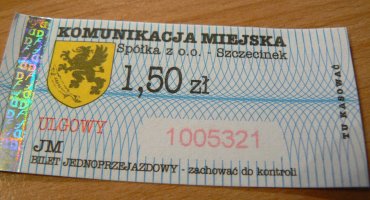 KOMUNIKACJA MIEJSKA
Spółka z o.o. - Szczecinek
1,50 zł
ULGOWY
1005321
JM
BILET JEDNOPRZEJAZDOWY - zachować do kontroli
TU KASOWAĆ